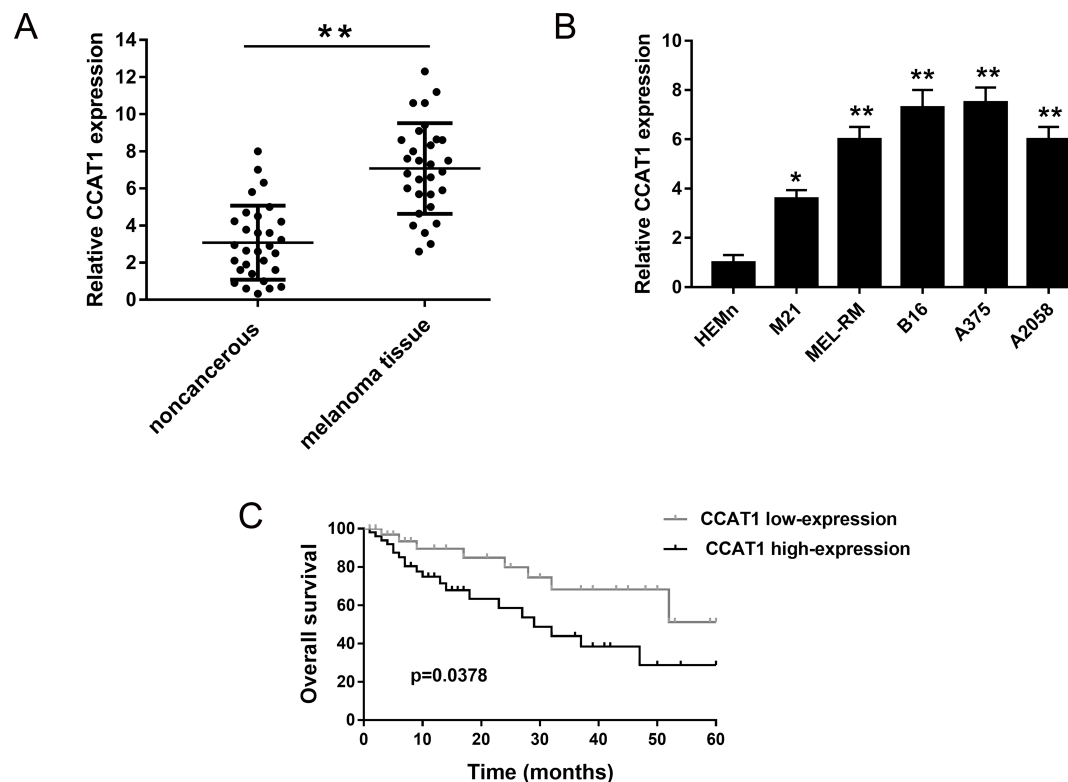 A
**
14
12
10
8
6
4
2
0
Relative CCAT1 expression
noncancerous
melanoma tissue
B
10
8
6
4
2
0
Relative CCAT1 expression
*
**
**
**
**
HEMn
M21
MEL-RM
B16
A375
A2058
C
CCAT1 low-expression
CCAT1 high-expression
100
80
60
40
20
0
Overall survival
p=0.0378
0 10 20 30 40 50 60
Time (months)